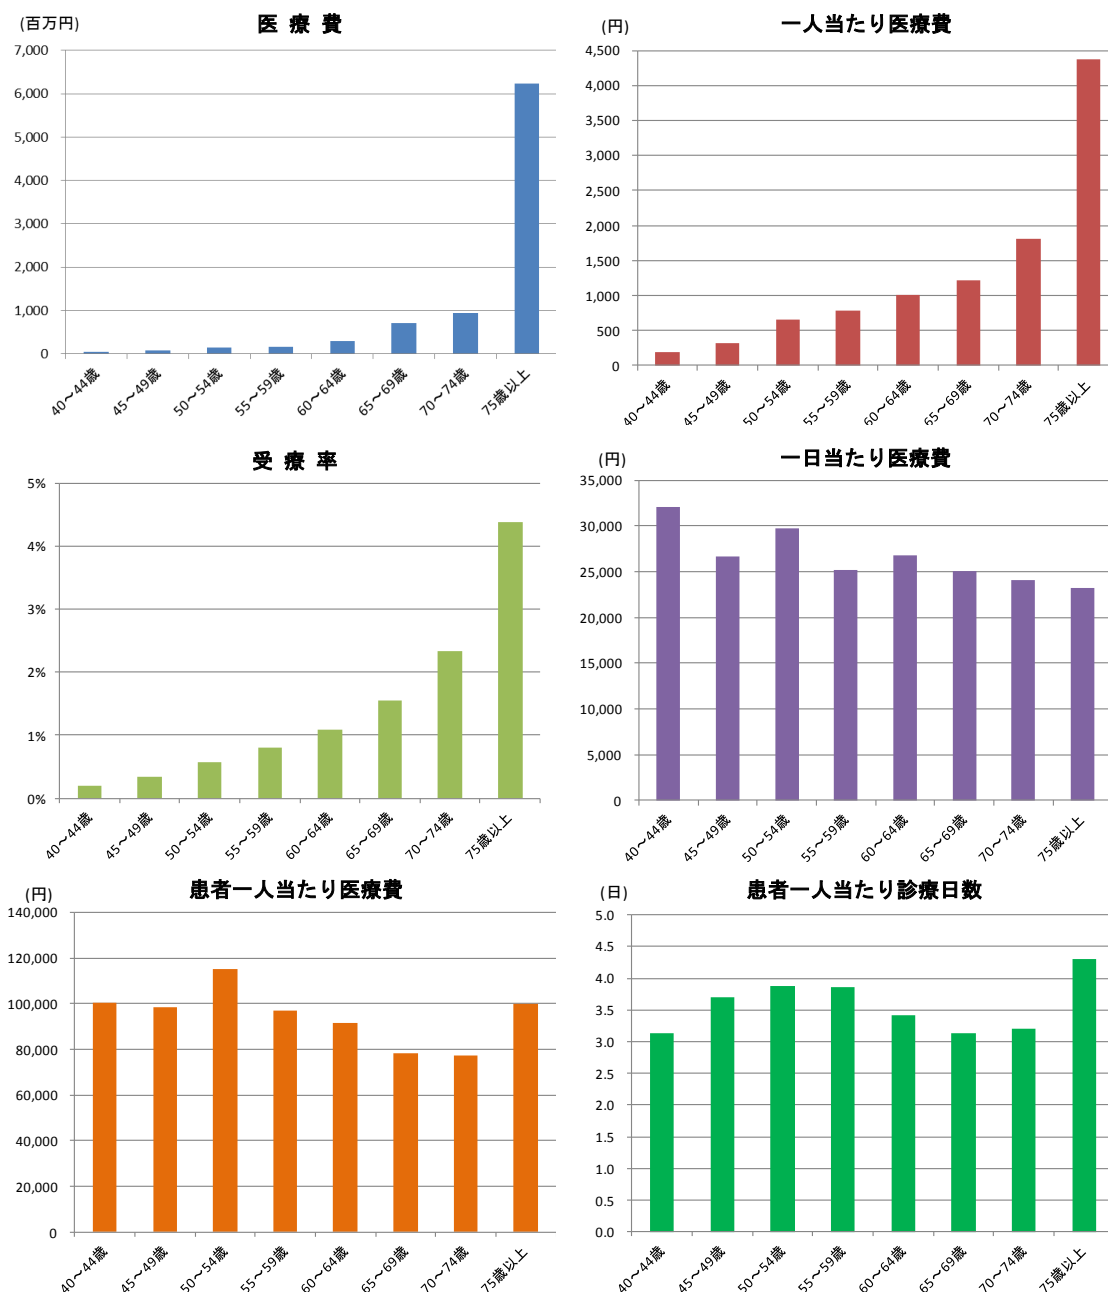 (百万円)
医 療 費
7,000
6,000
5,000
4,000
3,000
2,000
1,000
0
40～44歳
45～49歳
50～54歳
55～59歳
60～64歳
65～69歳
70～74歳
75歳以上
(円)
一人当たり医療費
4,500
4,000
3,500
3,000
2,500
2,000
1,500
1,000
500
0
40～44歳
45～49歳
50～54歳
55～59歳
60～64歳
65～69歳
70～74歳
75歳以上
受 療 率
5%
4%
3%
2%
1%
0%
40～44歳
45～49歳
50～54歳
55～59歳
60～64歳
65～69歳
70～74歳
75歳以上
(円)
一日当たり医療費
35,000
30,000
25,000
20,000
15,000
10,000
5,000
0
40～44歳
45～49歳
50～54歳
55～59歳
60～64歳
65～69歳
70～74歳
75歳以上
(円)
患者一人当たり医療費
140,000
120,000
100,000
80,000
60,000
40,000
20,000
0
40～44歳
45～49歳
50～54歳
55～59歳
60～64歳
65～69歳
70～74歳
75歳以上
(日)
患者一人当たり診療日数
5.0
4.5
4.0
3.5
3.0
2.5
2.0
1.5
1.0
0.5
0.0
40～44歳
45～49歳
50～54歳
55～59歳
60～64歳
65～69歳
70～74歳
75歳以上